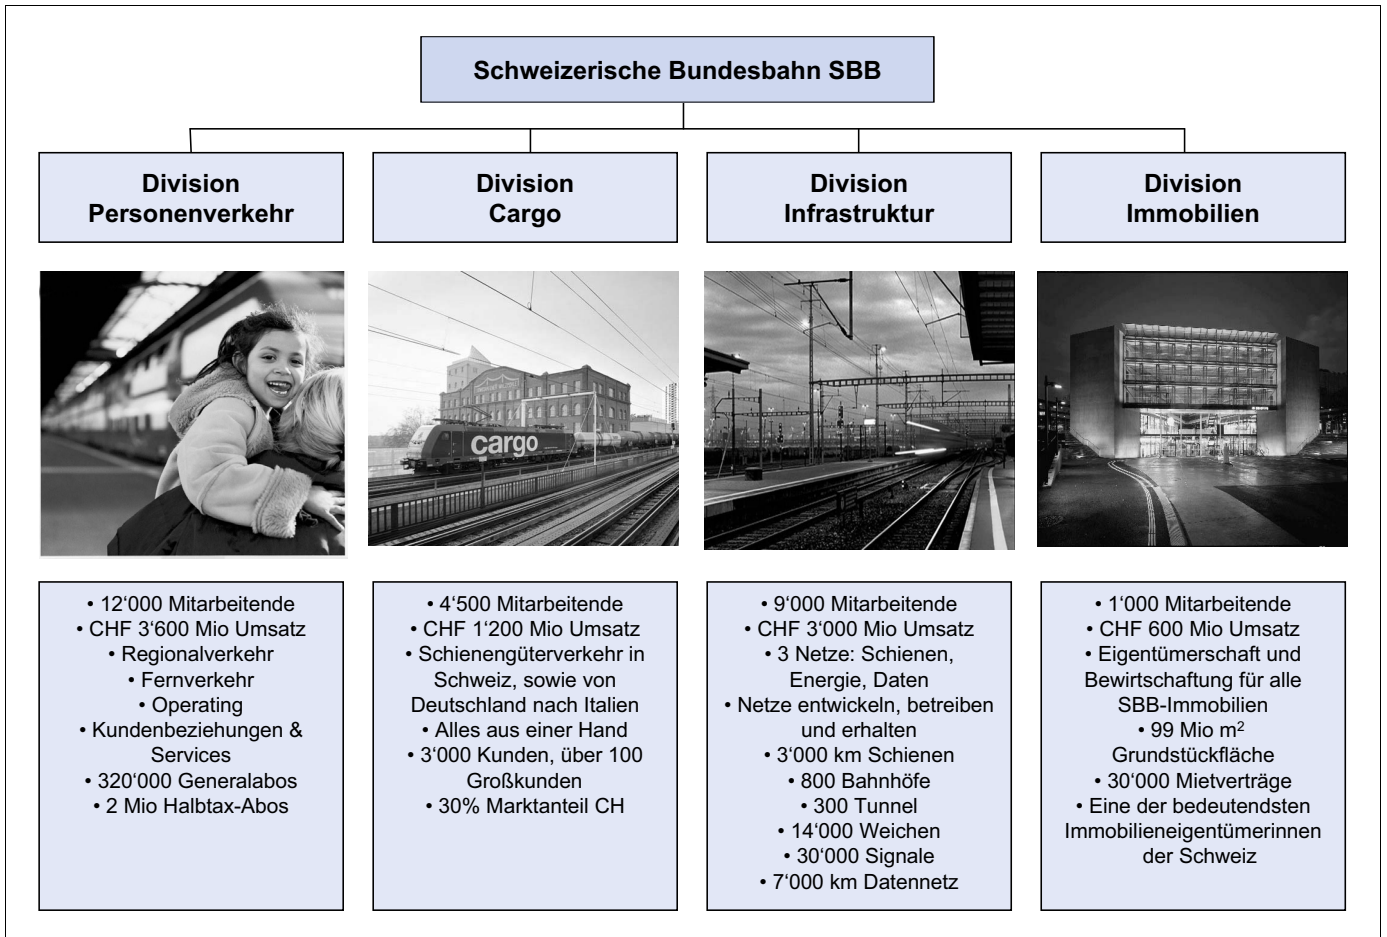 Schweizerische Bundesbahn SBB
Division
Personenverkehr
Division
Cargo
Division
Infrastruktur
Division
Immobilien
cargo
• 12‘000 Mitarbeitende
• CHF 3‘600 Mio Umsatz
• Regionalverkehr
• Fernverkehr
• Operating
• Kundenbeziehungen &
Services
• 320‘000 Generalabos
• 2 Mio Halbtax-Abos
• 4‘500 Mitarbeitende
• CHF 1‘200 Mio Umsatz
• Schienengüterverkehr in
Schweiz, sowie von
Deutschland nach Italien
• Alles aus einer Hand
• 3‘000 Kunden, über 100
Großkunden
• 30% Marktanteil CH
• 9‘000 Mitarbeitende
• CHF 3‘000 Mio Umsatz
• 3 Netze: Schienen,
Energie, Daten
• Netze entwickeln, betreiben
und erhalten
• 3‘000 km Schienen
• 800 Bahnhöfe
• 300 Tunnel
• 14‘000 Weichen
• 30‘000 Signale
• 7‘000 km Datennetz
• 1‘000 Mitarbeitende
• CHF 600 Mio Umsatz
• Eigentümerschaft und
Bewirtschaftung für alle
SBB-Immobilien
• 99 Mio m²
Grundstückfläche
• 30‘000 Mietverträge
• Eine der bedeutendsten
Immobilieneigentümerinnen
der Schweiz